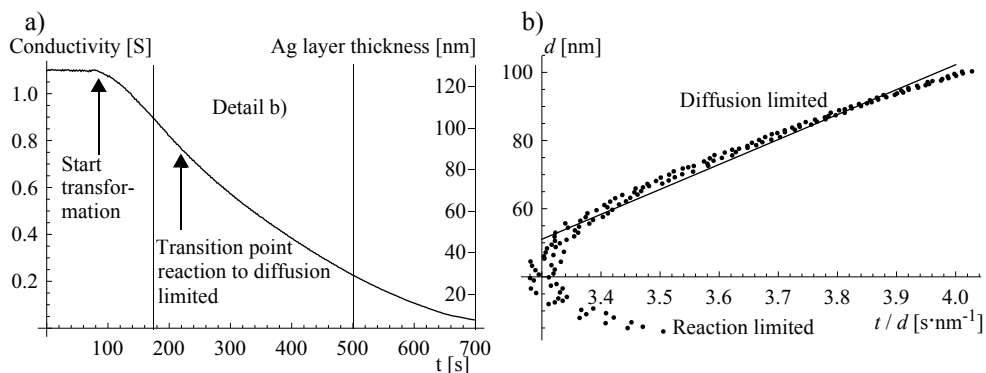 a)
Conductivity [S]
Ag layer thickness [nm]
1.0
0.8
0.6
0.4
0.2
120
100
80
60
40
20
Detail b)
Start
transfor-
mation
Transition point
reaction to diffusion
limited
100 200 300 400 500 600 700
t [s]
b)
d [nm]
100
80
60
Diffusion limited
3.4 3.5 3.6 3.7 3.8 3.9 4.0
t / d [s·nm-1]
Reaction limited